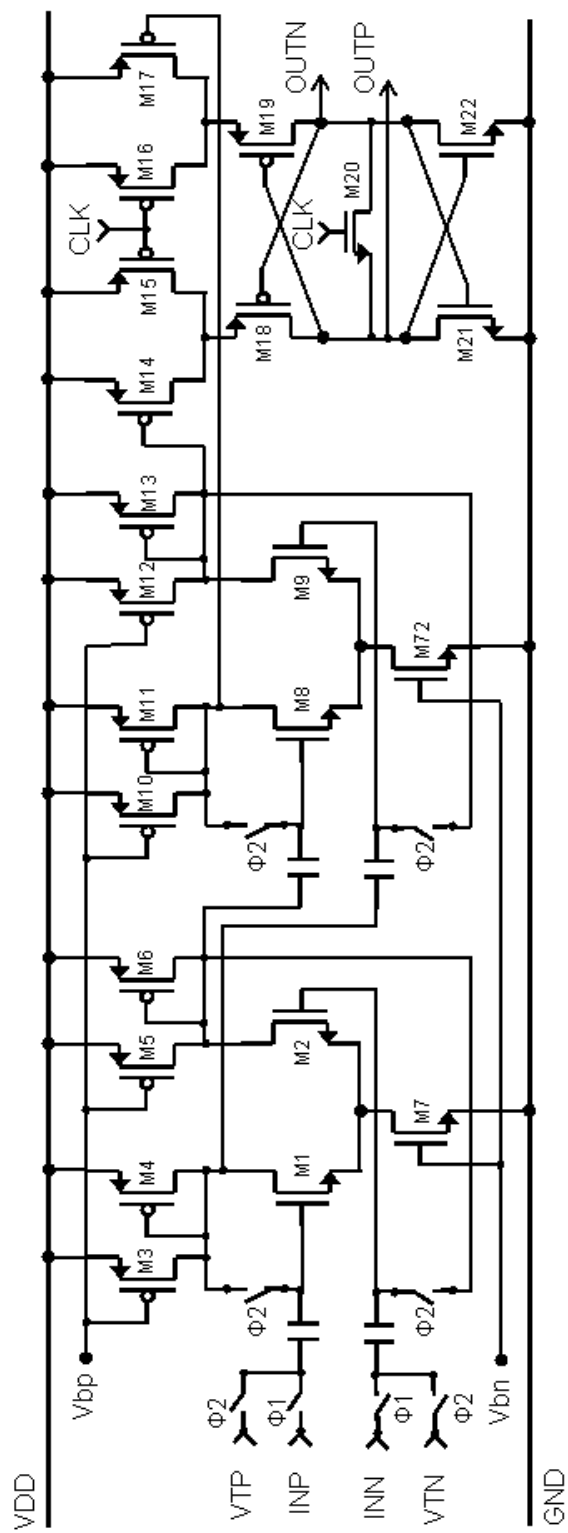 VDD
Vbp
M3
M4
M5
M6
M10
M11
M12
M13
M14
M15
CLK
M16
M17
Φ2
VTP
Φ1
INP
Φ2
M1
M2
Φ2
M8
M9
M18
CLK
M20
M19
OUTN
OUTP
INN
Φ1
VTN
Φ2
Φ2
M7
Φ2
M72
M21
M22
Vbn
GND